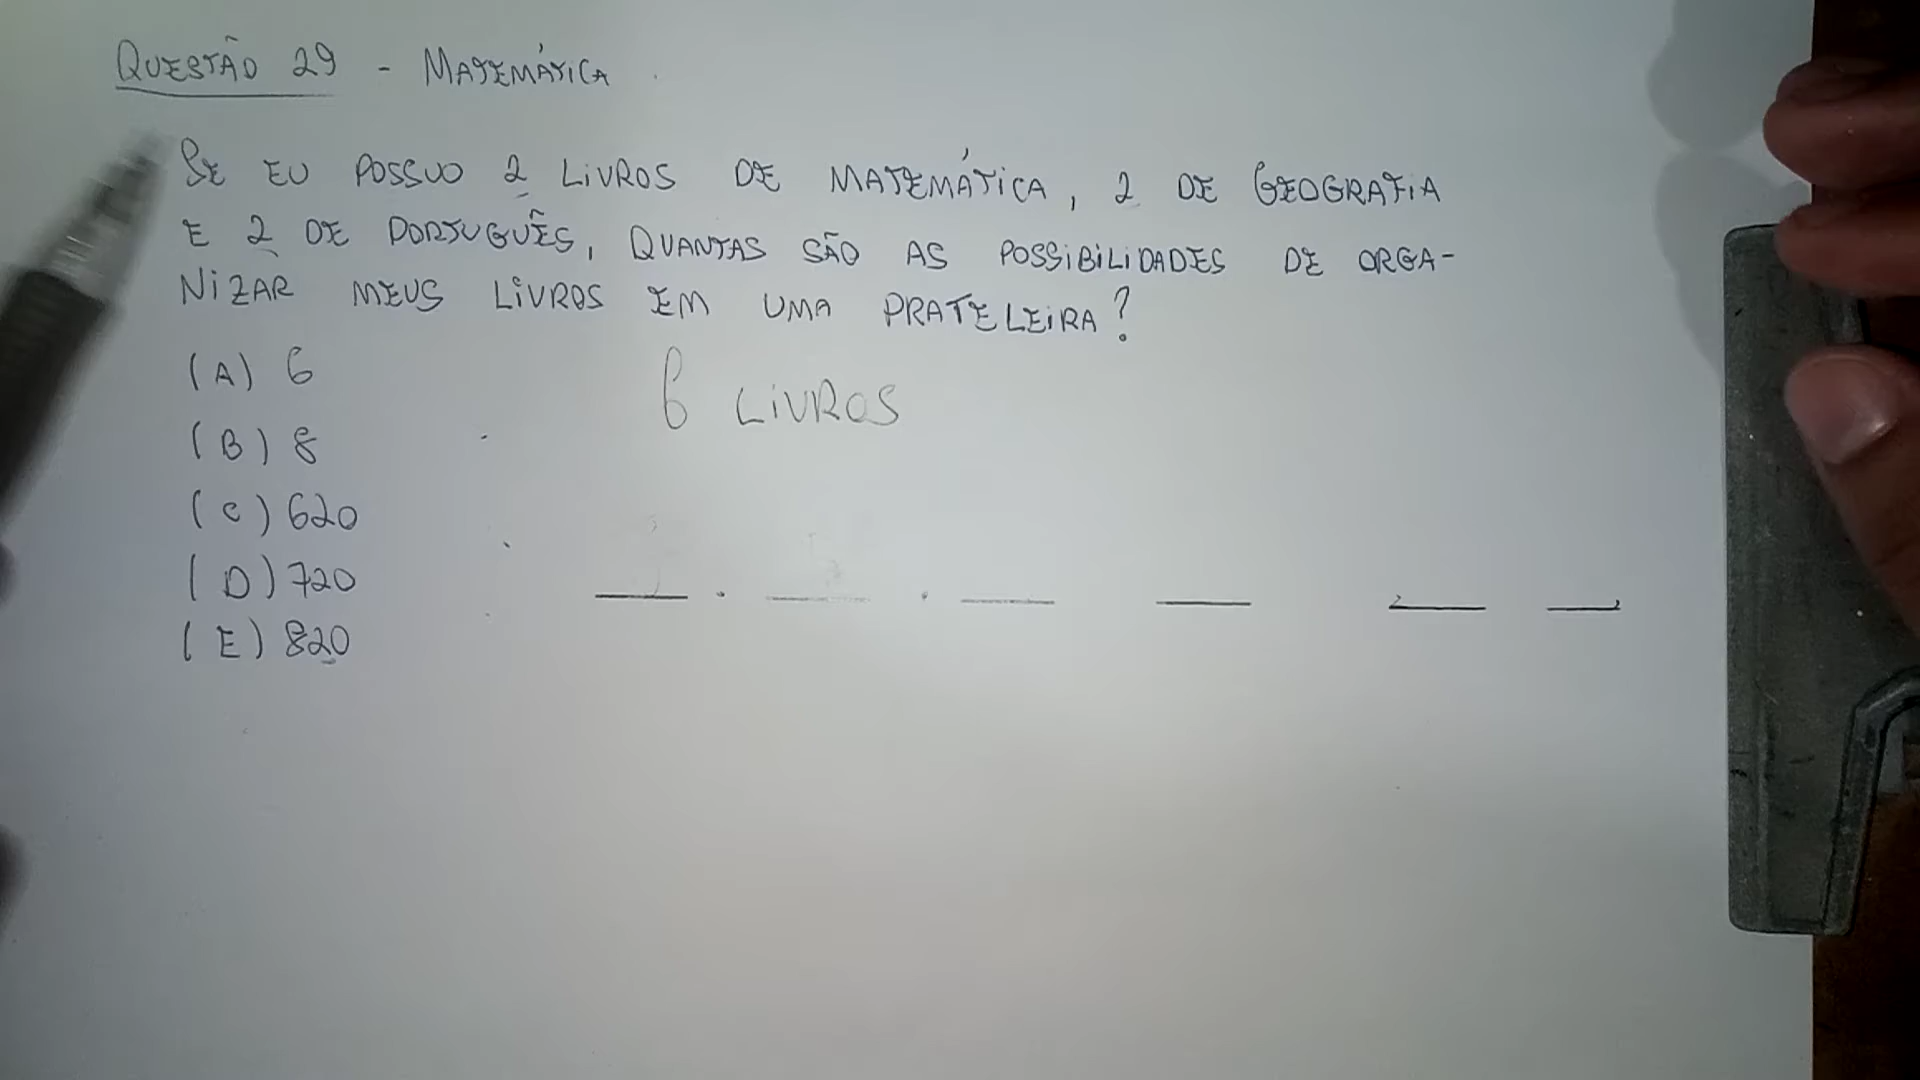 QUESTÃO 29 - MATEMÁTICA
SE EU POSSUO 2 LIVROS DE MATEMÁTICA, 2 DE GEOGRAFIA
E 2 DE PORTUGUÊS, QUANTAS SÃO AS POSSIBILIDADES DE ORGA-
NIZAR MEUS LIVROS EM UMA PRATELEIRA?
(A) 6
6 LIVROS
(B) 8
(C) 620
(D) 720
(E) 820